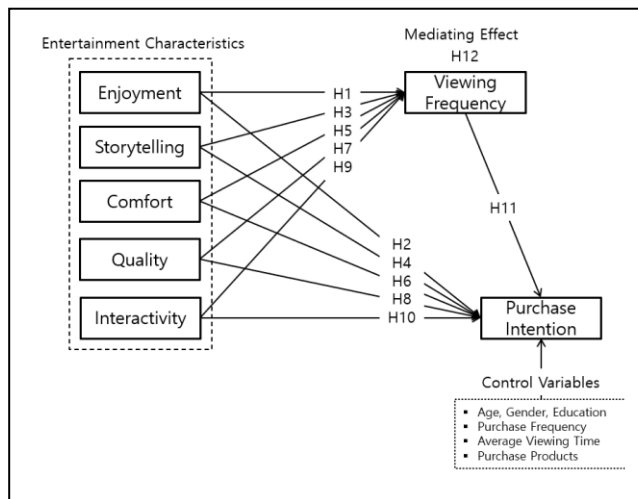 Entertainment Characteristics
Enjoyment
Storytelling
Comfort
Quality
Interactivity
H1
H3
H5
H7
H9
H2
H4
H6
H8
H10
Mediating Effect
H12
Viewing
Frequency
H11
Purchase
Intention
Control Variables
▪ Age, Gender, Education
▪ Purchase Frequency
▪ Average Viewing Time
▪ Purchase Products